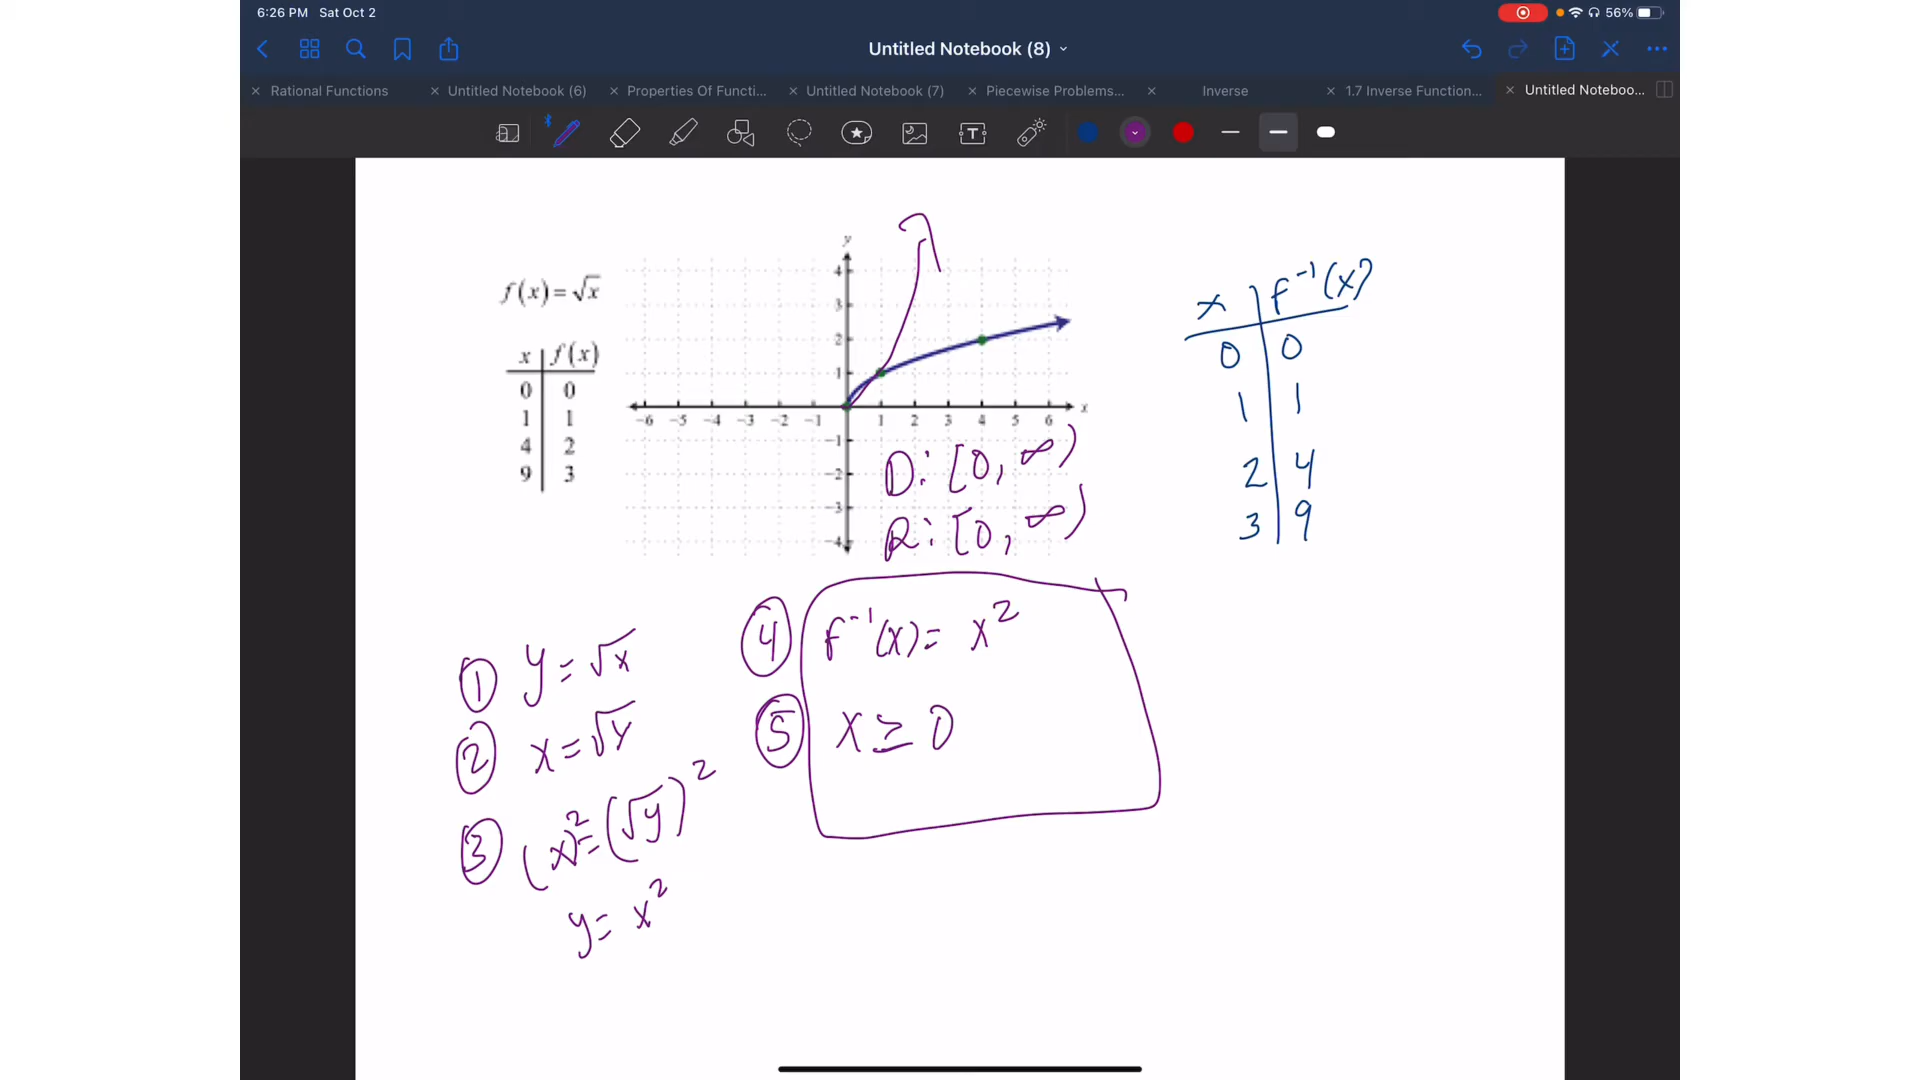 6:26 PM Sat Oct 2
56%
Untitled Notebook (8)
Rational Functions
Untitled Notebook (6)
Properties Of Functi...
Untitled Notebook (7)
Piecewise Problems...
Inverse
1.7 Inverse Function...
Untitled Noteboo...
f(x) = √x
x f(x)
0 0
1 1
4 2
9 3
y
4
3
2
1
-6 -5 -4 -3 -2 -1 1 2 3 4 5 6 x
-1
-2
-3
-4
D: [0, ∞)
R: [0, ∞)
x f⁻¹(x)
0 0
1 1
2 4
3 9
① y = √x
② x = √y
③ (x)² = (√y)²
y = x²
④ f⁻¹(x) = x²
⑤ x ≥ 0